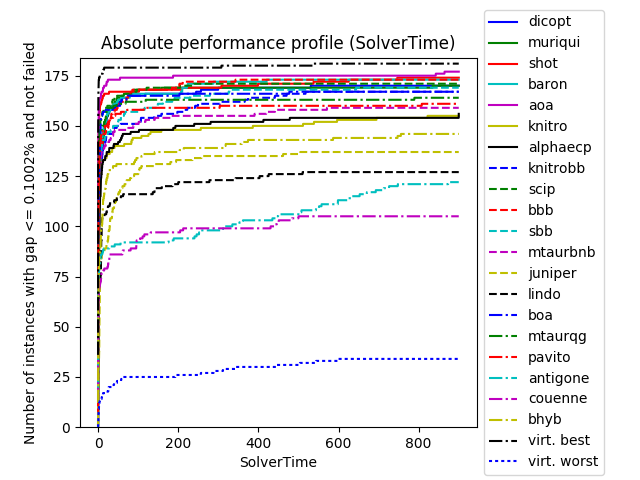 Absolute performance profile (SolverTime)
Number of instances with gap <= 0.1002% and not failed
175
150
125
100
75
50
25
0
0 200 400 600 800
SolverTime
dicopt
muriqui
shot
baron
aoa
knitro
alphaecp
knitrobb
scip
bbb
sbb
mtaurbnb
juniper
lindo
boa
mtaurqg
pavito
antigone
couenne
bhyb
virt. best
virt. worst